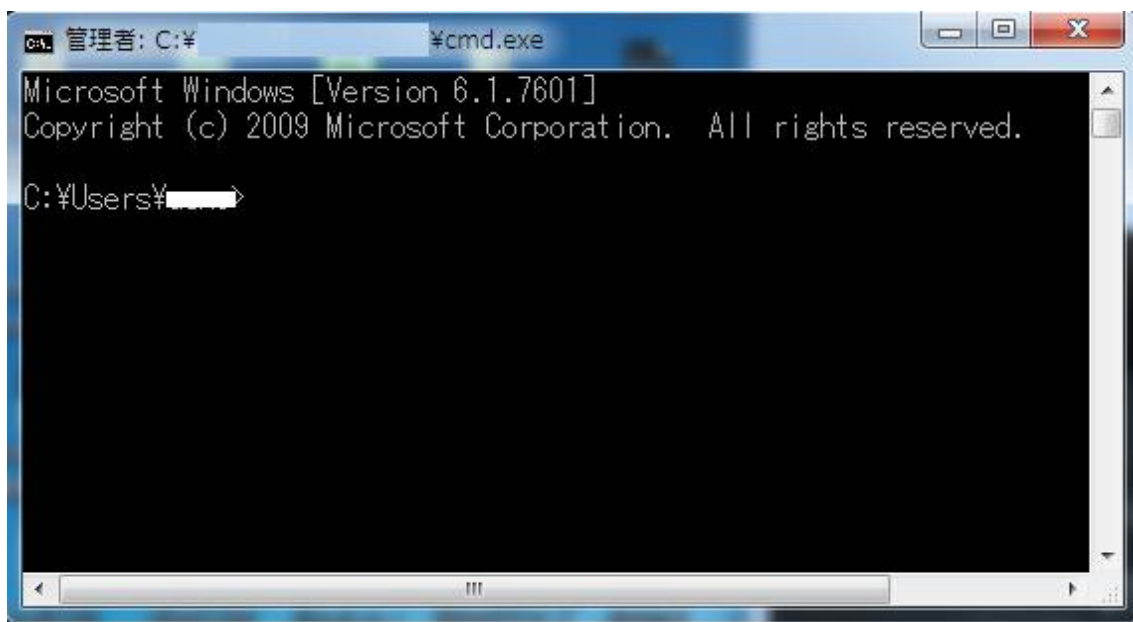 管理者: C:¥ ¥cmd.exe
Microsoft Windows [Version 6.1.7601]
Copyright (c) 2009 Microsoft Corporation.  All rights reserved.
C:¥Users¥ >